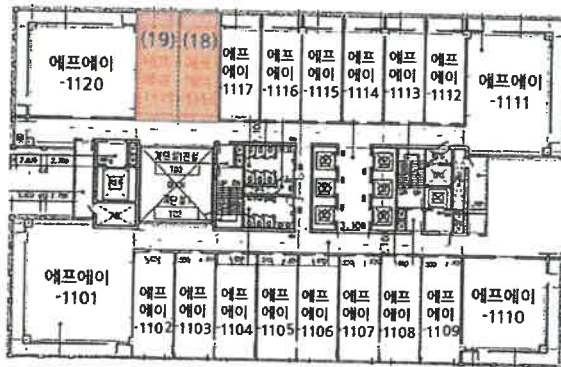 (19) (18)
에프에이
-1120
에프
에이
-1117
에프
에이
-1116
에프
에이
-1115
에프
에이
-1114
에프
에이
-1113
에프
에이
-1112
에프에이
-1111
에프에이
-1101
에프
에이
-1102
에프
에이
-1103
에프
에이
-1104
에프
에이
-1105
에프
에이
-1106
에프
에이
-1107
에프
에이
-1108
에프
에이
-1109
에프에이
-1110